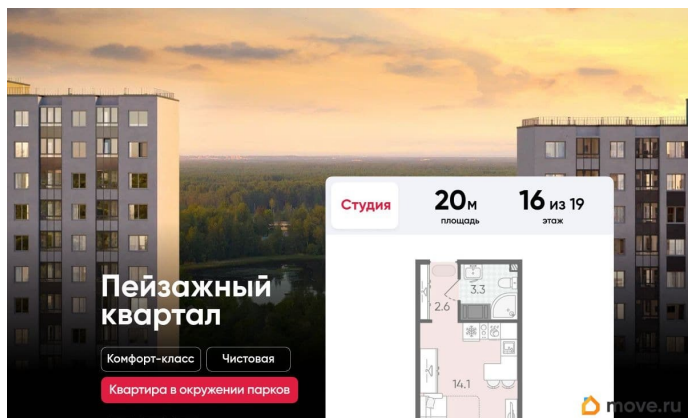 Студия
20м
площадь
16 из 19
этаж
3.3
2.6
14.1
Пейзажный
квартал
Комфорт-класс
Чистовая
Квартира в окружении парков
move.ru